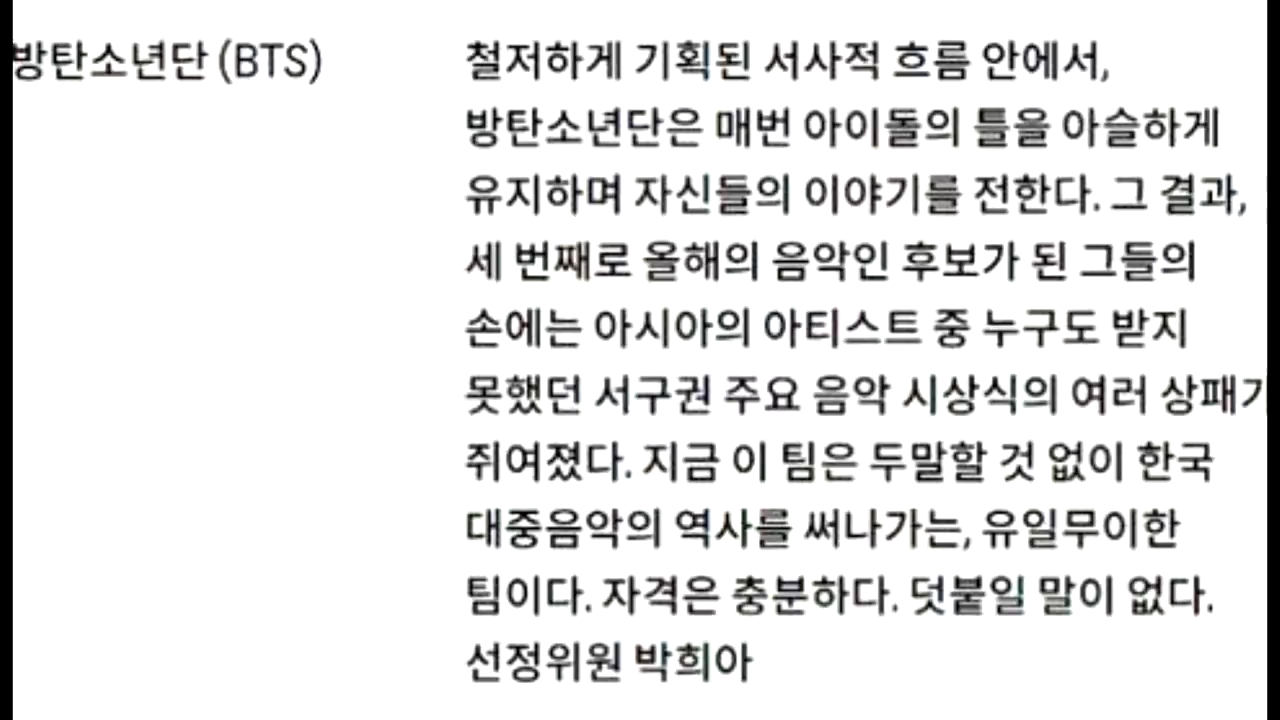 방탄소년단 (BTS)
철저하게 기획된 서사적 흐름 안에서,
방탄소년단은 매번 아이돌의 틀을 아슬하게
유지하며 자신들의 이야기를 전한다. 그 결과,
세 번째로 올해의 음악인 후보가 된 그들의
손에는 아시아의 아티스트 중 누구도 받지
못했던 서구권 주요 음악 시상식의 여러 상패가
쥐여졌다. 지금 이 팀은 두말할 것 없이 한국
대중음악의 역사를 써나가는, 유일무이한
팀이다. 자격은 충분하다. 덧붙일 말이 없다.
선정위원 박희아